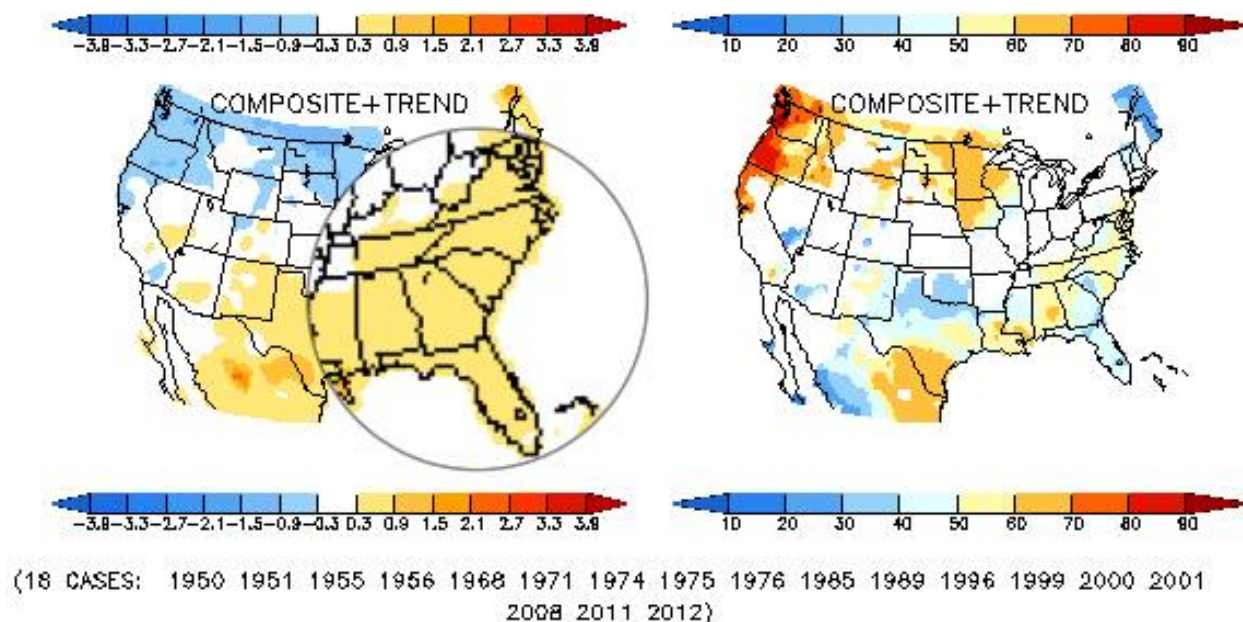 -3.9 -3.3 -2.7 -2.1 -1.5 -0.9 -0.3 0.3 0.9 1.5 2.1 2.7 3.3 3.9
10 20 30 40 50 60 70 80 90
COMPOSITE+TREND
COMPOSITE+TREND
-3.9 -3.3 -2.7 -2.1 -1.5 -0.9 -0.3 0.3 0.9 1.5 2.1 2.7 3.3 3.9
10 20 30 40 50 60 70 80 90
(18 CASES: 1950 1951 1955 1956 1968 1971 1974 1975 1976 1985 1989 1996 1999 2000 2001
2008 2011 2012)